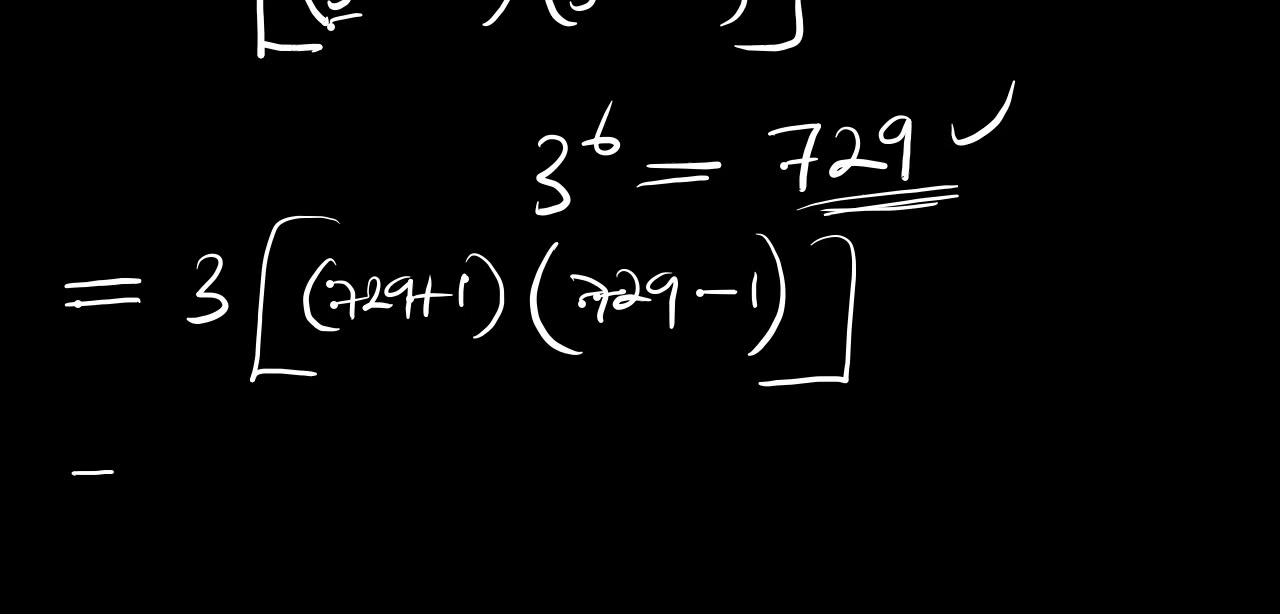 3⁶ = 729 ✓
= 3[(729+1)(729-1)]